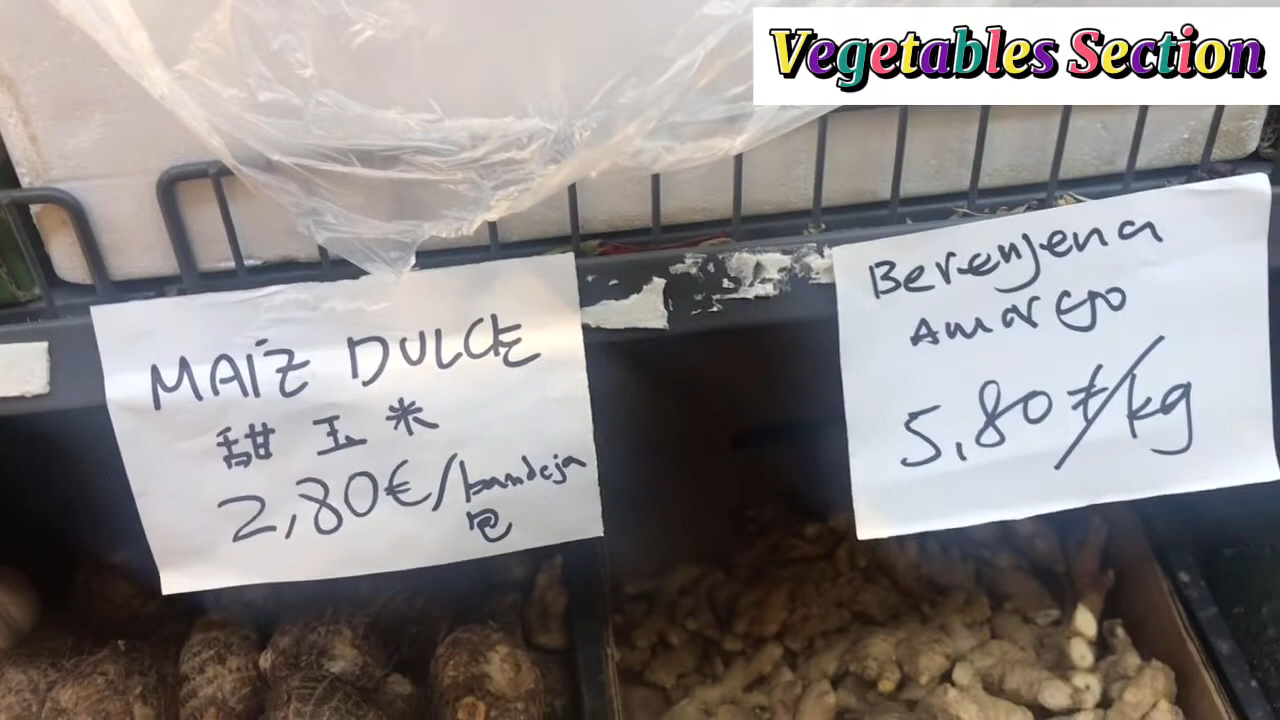 Vegetables Section
MAIZ DULCE
甜 玉 米
2,80€/bandeja
包
Berenjena
Amargo
5,80€/kg